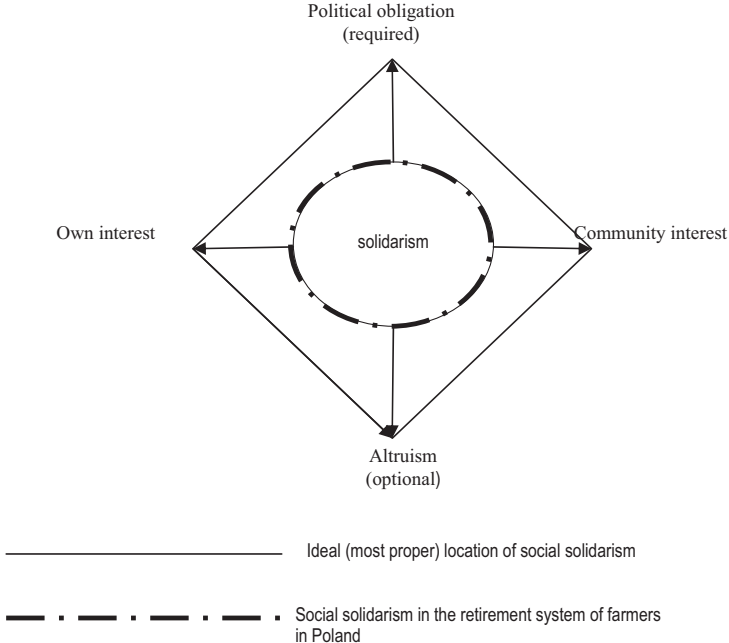 Political obligation
(required)
Own interest
solidarism
Community interest
Altruism
(optional)
Ideal (most proper) location of social solidarism
Social solidarism in the retirement system of farmers
in Poland